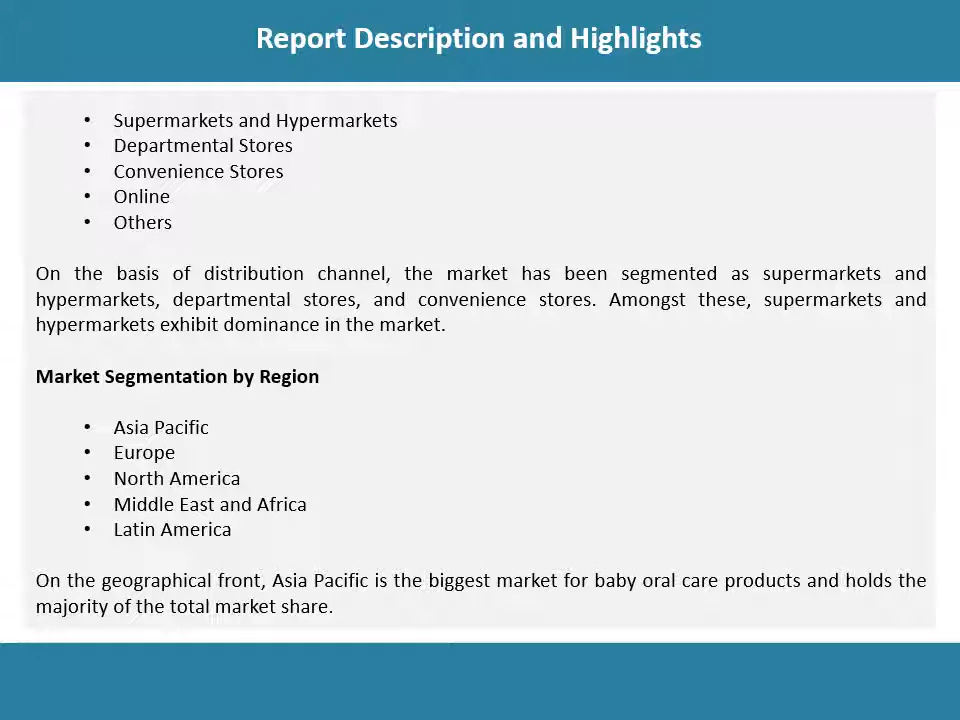 Report Description and Highlights
• Supermarkets and Hypermarkets
• Departmental Stores
• Convenience Stores
• Online
• Others
On the basis of distribution channel, the market has been segmented as supermarkets and
hypermarkets, departmental stores, and convenience stores. Amongst these, supermarkets and
hypermarkets exhibit dominance in the market.
Market Segmentation by Region
• Asia Pacific
• Europe
• North America
• Middle East and Africa
• Latin America
On the geographical front, Asia Pacific is the biggest market for baby oral care products and holds the
majority of the total market share.